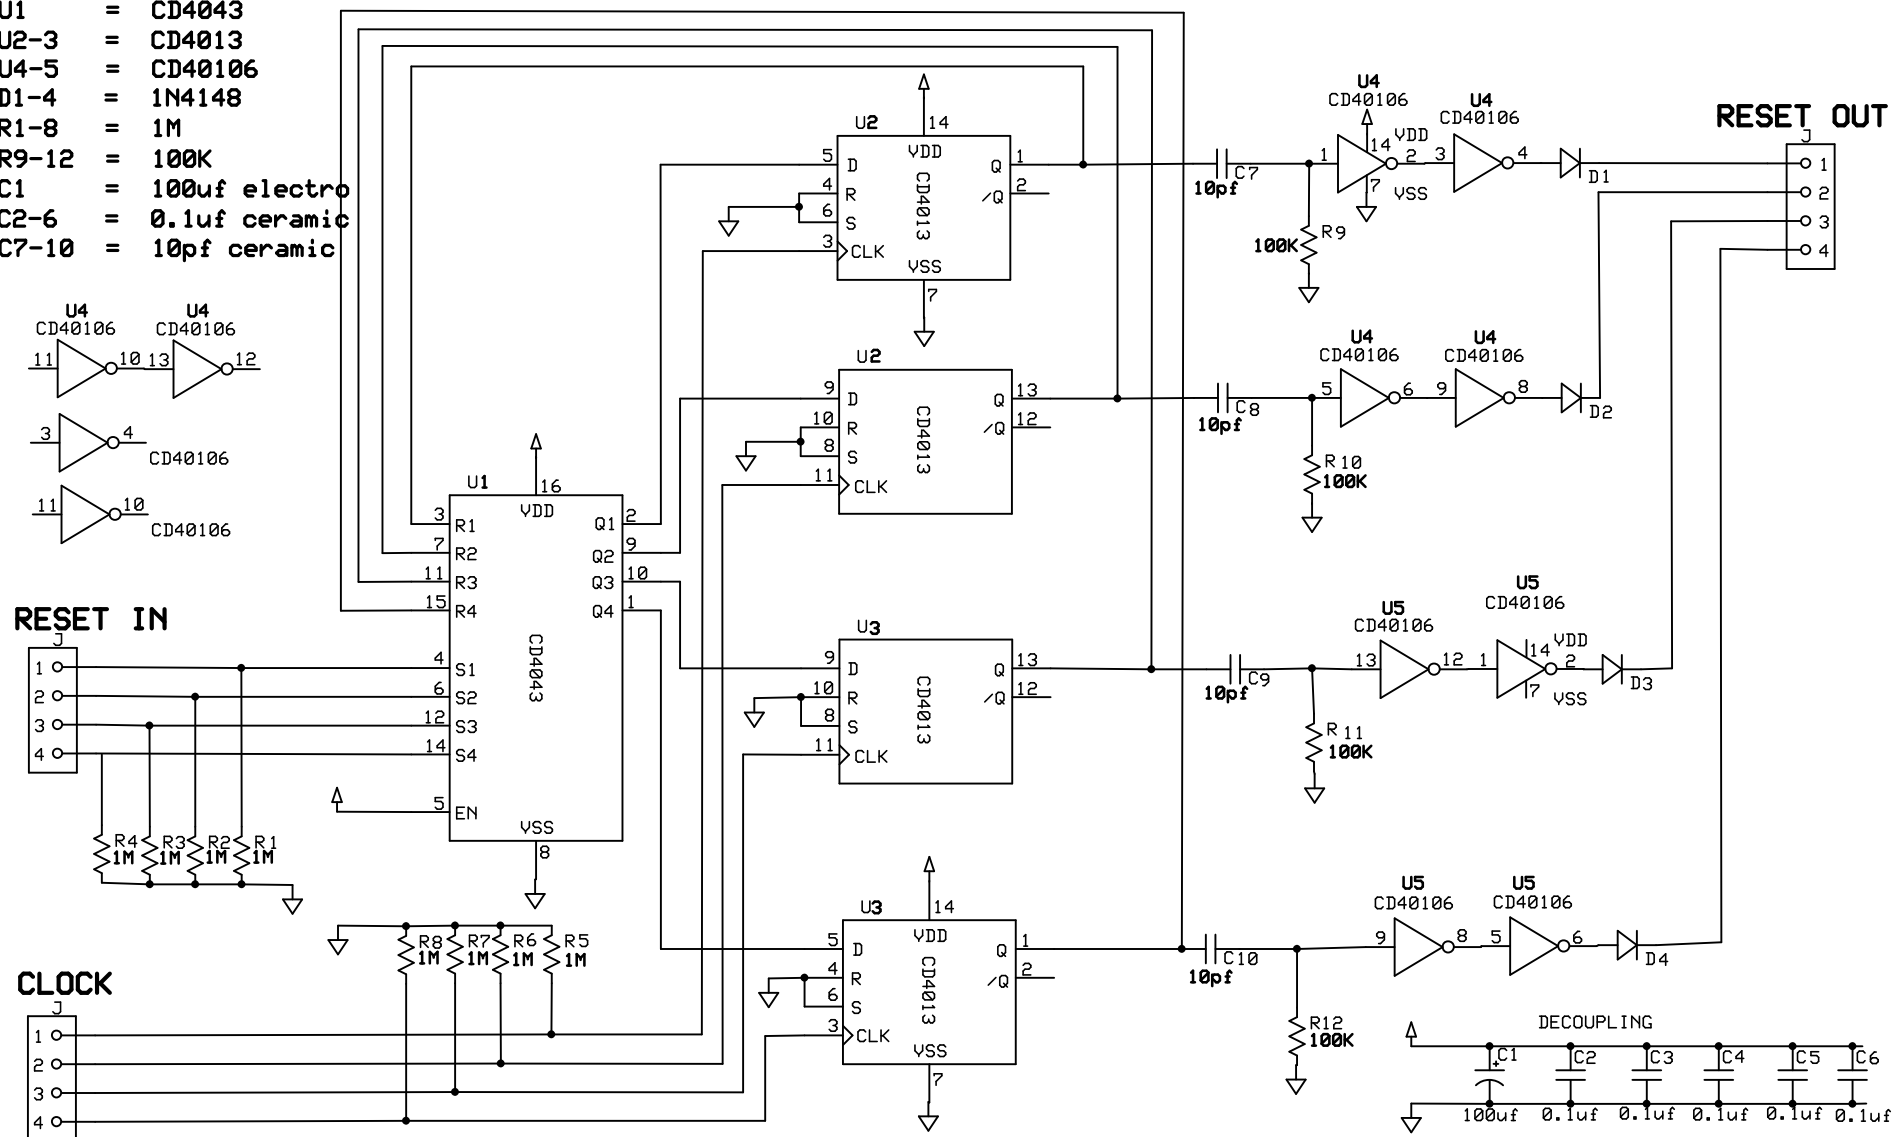 U1 = CD4043
U2-3 = CD4013
U4-5 = CD40106
D1-4 = 1N4148
R1-8 = 1M
R9-12 = 100K
C1 = 100uf electro
C2-6 = 0.1uf ceramic
C7-10 = 10pf ceramic
U4
CD40106
11 10
U4
CD40106
13 12
3 4
CD40106
11 10
CD40106
RESET IN
J
1
2
3
4
R4
1M
R3
1M
R2
1M
R1
1M
CLOCK
J
1
2
3
4
R8
1M
R7
1M
R6
1M
R5
1M
U1
16
VDD
3 R1 Q1 2
7 R2 Q2 9
11 R3 Q3 10
15 R4 Q4 1
CD4043
4 S1
6 S2
12 S3
14 S4
5 EN
VSS
8
U2
14
VDD
5 D Q 1
4 R /Q 2
6 S
3 CLK
CD4013
VSS
7
U2
9 D Q 13
10 R /Q 12
8 S
11 CLK
CD4013
U3
9 D Q 13
10 R /Q 12
8 S
11 CLK
CD4013
U3
14
VDD
5 D Q 1
4 R /Q 2
6 S
3 CLK
CD4013
VSS
7
C7
10pf
R9
100K
U4
CD40106
1 14 VDD 2
7 VSS
U4
CD40106
3 4
D1
C8
10pf
R10
100K
U4
CD40106
5 6
U4
CD40106
9 8
D2
C9
10pf
R11
100K
U5
CD40106
13 12
U5
CD40106
1 14 VDD 2
7 VSS
D3
C10
10pf
R12
100K
U5
CD40106
9 8
U5
CD40106
5 6
D4
RESET OUT
J
1
2
3
4
DECOUPLING
C1 C2 C3 C4 C5 C6
+
100uf 0.1uf 0.1uf 0.1uf 0.1uf 0.1uf